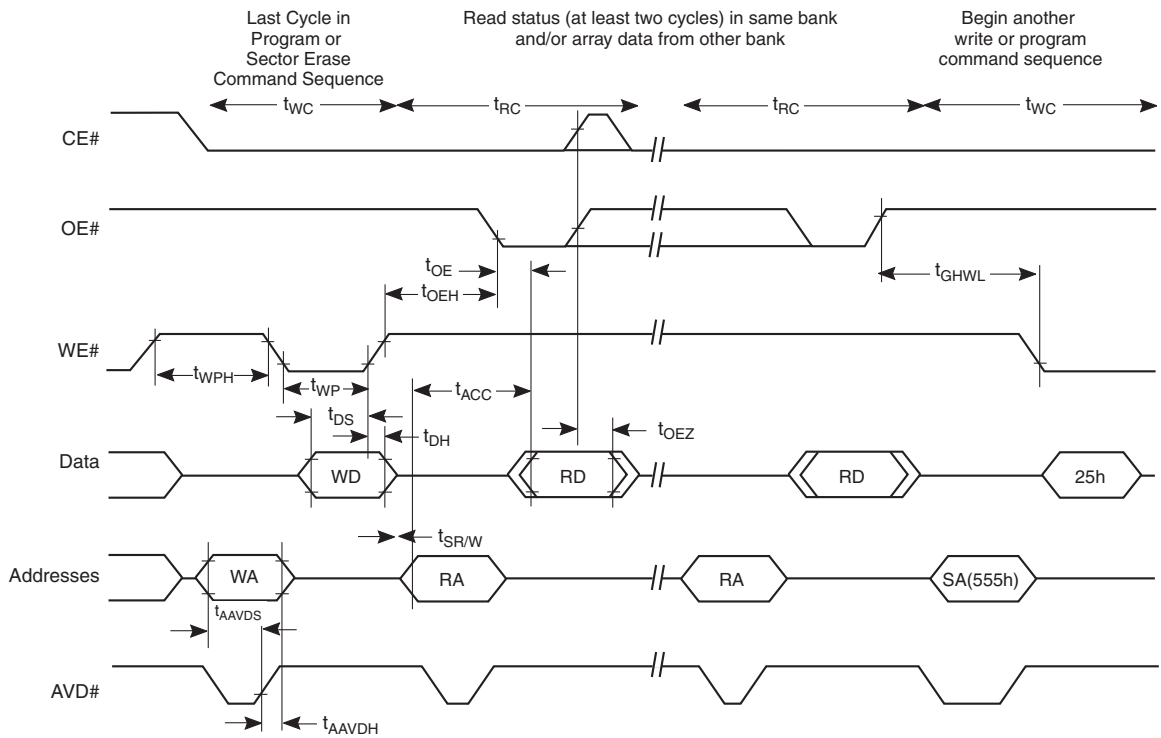 Last Cycle in
Program or
Sector Erase
Command Sequence
Read status (at least two cycles) in same bank
and/or array data from other bank
Begin another
write or program
command sequence
tWC
tRC
tRC
tWC
CE#
OE#
tOE
tOEH
tGHWL
WE#
tWPH
tWP
tACC
tDS
tDH
tOEZ
Data
WD
RD
RD
25h
tSR/W
Addresses
WA
RA
RA
SA(555h)
tAAVDS
AVD#
tAAVDH